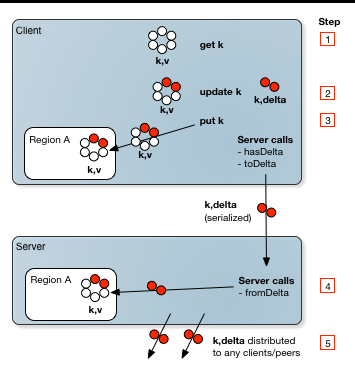 Step
Client
1
get k
k,v
2
update k
k,delta
k,v
3
put k
Region A
k,v
k,v
Server calls
- hasDelta
- toDelta
k,delta
(serialized)
Server
Region A
k,v
Server calls
- fromDelta
4
k,delta distributed
to any clients/peers
5